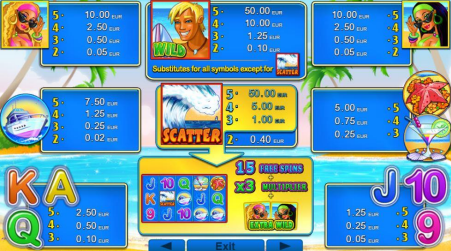 5- 10.00 EUR
4- 2.50 EUR
3- 0.50 EUR
2- 0.05 EUR
WILD
5- 50.00 EUR
4- 10.00 EUR
3- 1.25 EUR
2- 0.10 EUR
Substitutes for all symbols except for
SCATTER
10.00 EUR -5
2.50 EUR -4
0.50 EUR -3
0.05 EUR -2
5- 7.50 EUR
4- 1.25 EUR
3- 0.25 EUR
2- 0.02 EUR
SCATTER
5- 50.00 EUR
4- 5.00 EUR
3- 1.00 EUR
2- 0.40 EUR
5.00 EUR -5
0.75 EUR -4
0.25 EUR -3
K A Q
5- 2.50 EUR
4- 0.50 EUR
3- 0.10 EUR
15 FREE SPINS
+
x3 MULTIPLIER
+
EXTRA WILD
J 10 9
1.25 EUR -5
0.25 EUR -4
0.05 EUR -3
Exit